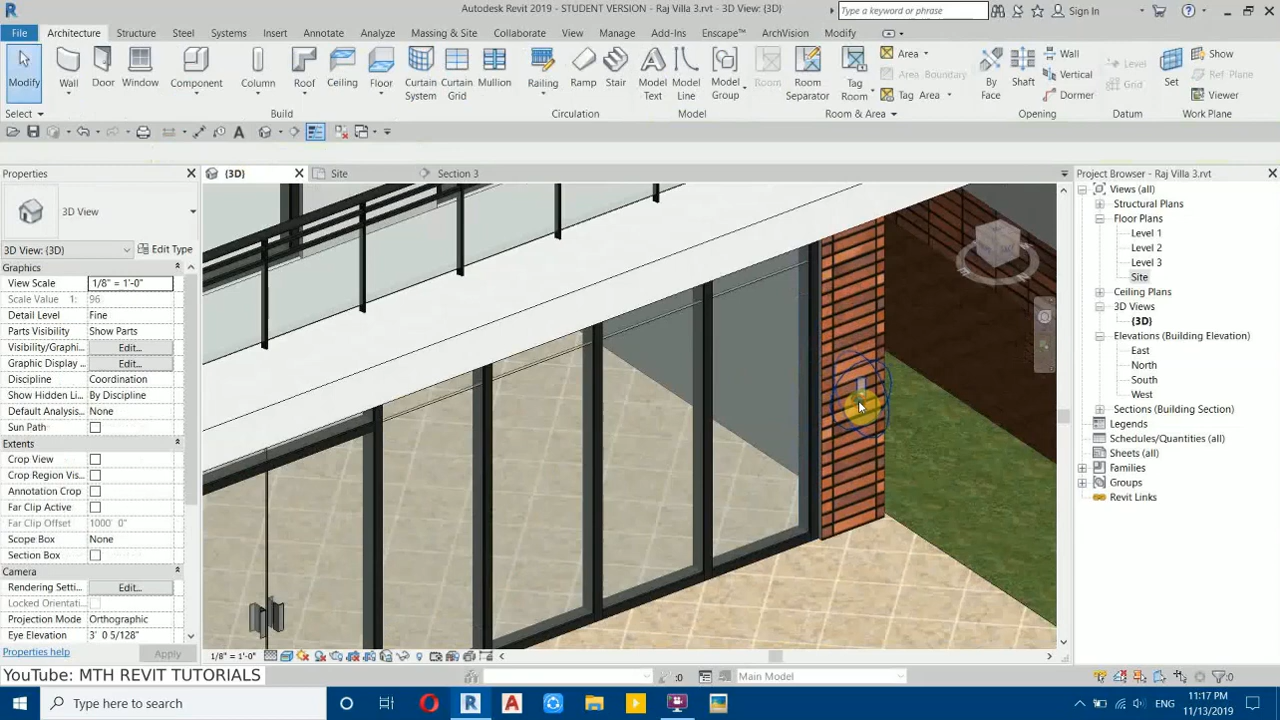 Autodesk Revit 2019 - STUDENT VERSION - Raj Villa 3.rvt - 3D View: {3D}
Type a keyword or phrase
Sign In
File Architecture Structure Steel Systems Insert Annotate Analyze Massing & Site Collaborate View Manage Add-Ins Enscape™ ArchVision Modify
Modify
Wall
Door
Window
Component
Column
Roof
Ceiling
Floor
Curtain System
Curtain Grid
Mullion
Railing
Ramp
Stair
Model Text
Model Line
Model Group
Room
Room Separator
Tag Room
Area
Area Boundary
Tag Area
By Face
Shaft
Wall
Vertical
Dormer
Level
Grid
Set
Show
Ref Plane
Viewer
Select Build Circulation Model Room & Area Opening Datum Work Plane
Properties
3D View
3D View: {3D} Edit Type
Graphics
View Scale 1/8" = 1'-0"
Scale Value 1: 96
Detail Level Fine
Parts Visibility Show Parts
Visibility/Graphi... Edit...
Graphic Display ... Edit...
Discipline Coordination
Show Hidden Li... By Discipline
Default Analysis... None
Sun Path
Extents
Crop View
Crop Region Vis...
Annotation Crop
Far Clip Active
Far Clip Offset 1000' 0"
Scope Box None
Section Box
Camera
Rendering Setti... Edit...
Locked Orientati...
Projection Mode Orthographic
Eye Elevation 3' 0 5/128"
Properties help Apply
{3D} Site Section 3
Project Browser - Raj Villa 3.rvt
Views (all)
Structural Plans
Floor Plans
Level 1
Level 2
Level 3
Site
Ceiling Plans
3D Views
{3D}
Elevations (Building Elevation)
East
North
South
West
Sections (Building Section)
Legends
Schedules/Quantities (all)
Sheets (all)
Families
Groups
Revit Links
1/8" = 1'-0"
YouTube: MTH REVIT TUTORIALS
:0
Main Model
:0
Type here to search
ENG
11:17 PM
11/13/2019